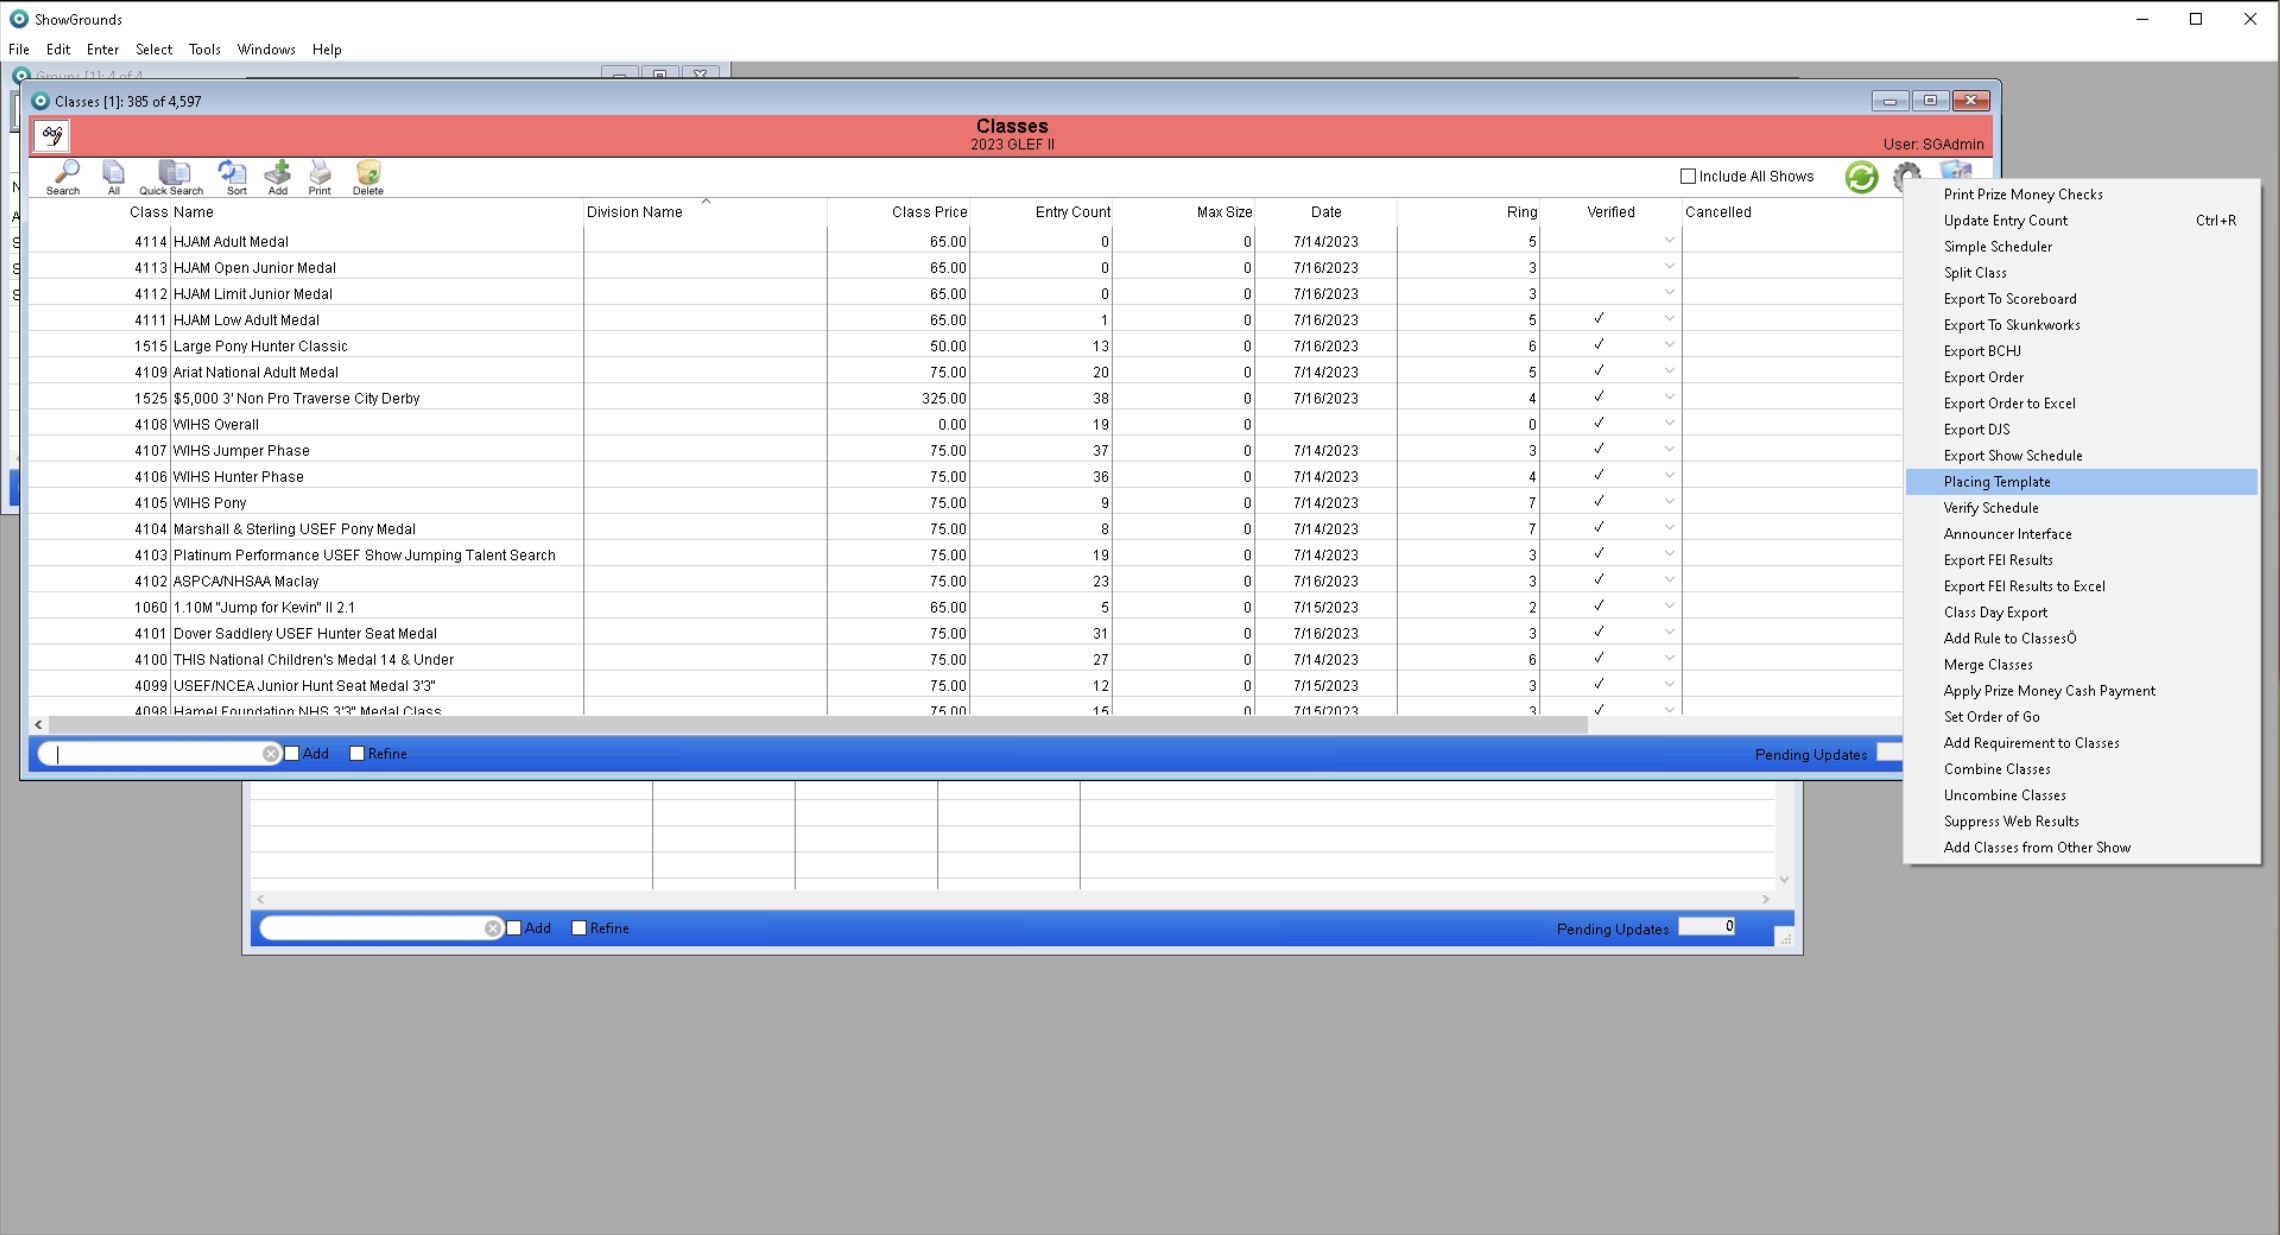 ShowGrounds
File Edit Enter Select Tools Windows Help
Groups [1]: 4 of 4
Classes [1]: 385 of 4,597
Classes
2023 GLEF II
User: SGAdmin
Search All Quick Search Sort Add Print Delete
Include All Shows
Class Name Division Name Class Price Entry Count Max Size Date Ring Verified Cancelled
4114 HJAM Adult Medal 65.00 0 0 7/14/2023 5
4113 HJAM Open Junior Medal 65.00 0 0 7/16/2023 3
4112 HJAM Limit Junior Medal 65.00 0 0 7/16/2023 3
4111 HJAM Low Adult Medal 65.00 1 0 7/16/2023 5 ✓
1515 Large Pony Hunter Classic 50.00 13 0 7/16/2023 6 ✓
4109 Ariat National Adult Medal 75.00 20 0 7/14/2023 5 ✓
1525 $5,000 3' Non Pro Traverse City Derby 325.00 38 0 7/16/2023 4 ✓
4108 WIHS Overall 0.00 19 0 0 ✓
4107 WIHS Jumper Phase 75.00 37 0 7/14/2023 3 ✓
4106 WIHS Hunter Phase 75.00 36 0 7/14/2023 4 ✓
4105 WIHS Pony 75.00 9 0 7/14/2023 7 ✓
4104 Marshall & Sterling USEF Pony Medal 75.00 8 0 7/14/2023 7 ✓
4103 Platinum Performance USEF Show Jumping Talent Search 75.00 19 0 7/14/2023 3 ✓
4102 ASPCA/NHSAA Maclay 75.00 23 0 7/16/2023 3 ✓
1060 1.10M "Jump for Kevin" II 2.1 65.00 5 0 7/15/2023 2 ✓
4101 Dover Saddlery USEF Hunter Seat Medal 75.00 31 0 7/16/2023 3 ✓
4100 THIS National Children's Medal 14 & Under 75.00 27 0 7/14/2023 6 ✓
4099 USEF/NCEA Junior Hunt Seat Medal 3'3" 75.00 12 0 7/15/2023 3 ✓
4098 Hamel Foundation NHS 3'3" Medal Class 75.00 15 0 7/15/2023 3 ✓
Add Refine Pending Updates
Add Refine Pending Updates 0
Print Prize Money Checks
Update Entry Count Ctrl+R
Simple Scheduler
Split Class
Export To Scoreboard
Export To Skunkworks
Export BCHJ
Export Order
Export Order to Excel
Export DJS
Export Show Schedule
Placing Template
Verify Schedule
Announcer Interface
Export FEI Results
Export FEI Results to Excel
Class Day Export
Add Rule to ClassesÖ
Merge Classes
Apply Prize Money Cash Payment
Set Order of Go
Add Requirement to Classes
Combine Classes
Uncombine Classes
Suppress Web Results
Add Classes from Other Show